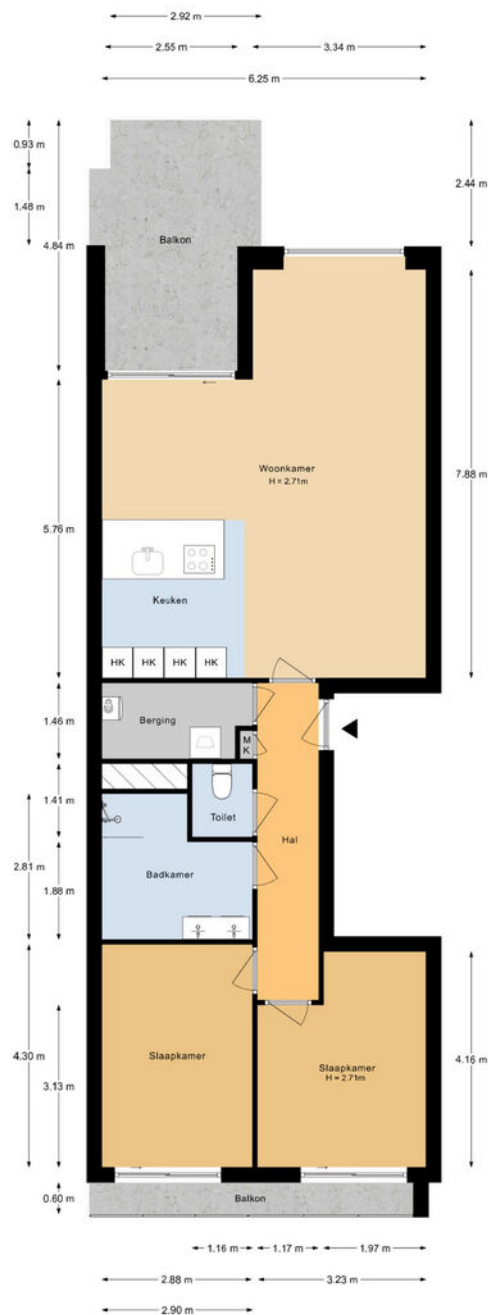 2.92 m
2.55 m
3.34 m
6.25 m
0.93 m
1.48 m
4.84 m
2.44 m
Balkon
Woonkamer
H = 2.71m
7.88 m
5.76 m
Keuken
HK
HK
HK
HK
1.46 m
Berging
M
K
1.41 m
Toilet
Hal
2.81 m
1.88 m
Badkamer
4.30 m
3.13 m
Slaapkamer
Slaapkamer
H = 2.71m
4.16 m
0.60 m
Balkon
1.16 m
1.17 m
1.97 m
2.88 m
3.23 m
2.90 m